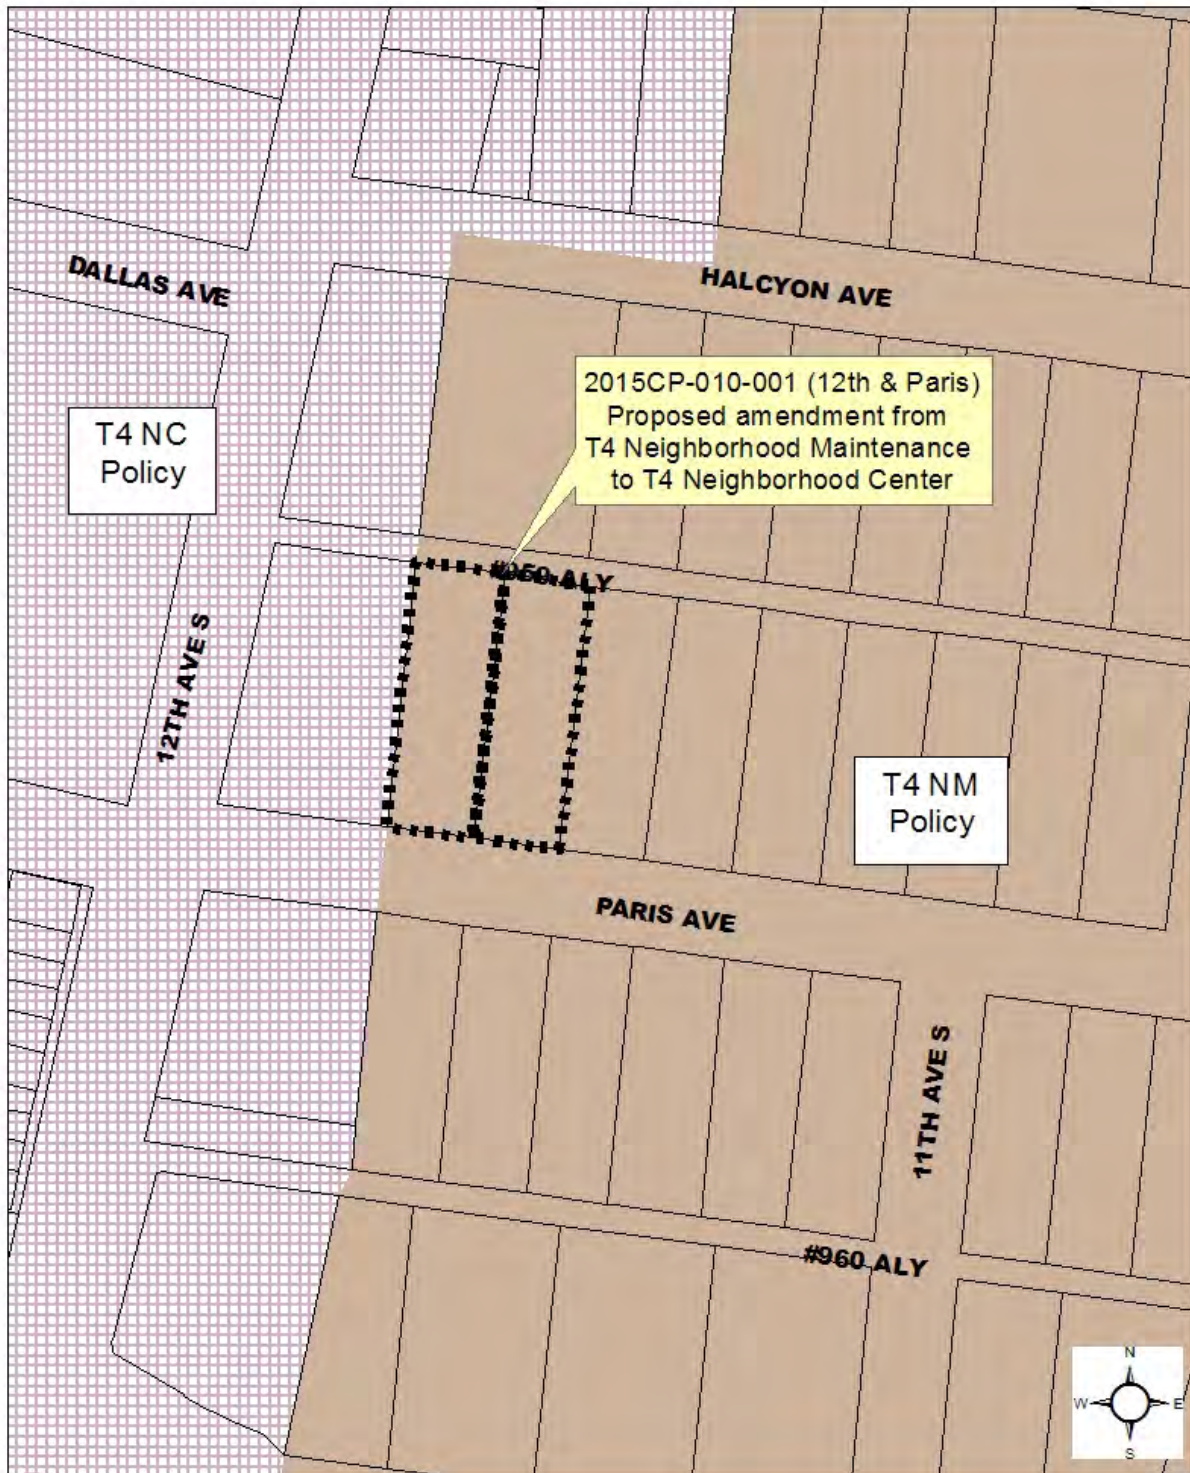 DALLAS AVE
HALCYON AVE
2015CP-010-001 (12th & Paris)
Proposed amendment from
T4 Neighborhood Maintenance
to T4 Neighborhood Center
T4 NC
Policy
#959 ALY
12TH AVE S
T4 NM
Policy
PARIS AVE
11TH AVE S
#960 ALY
N
W
E
S